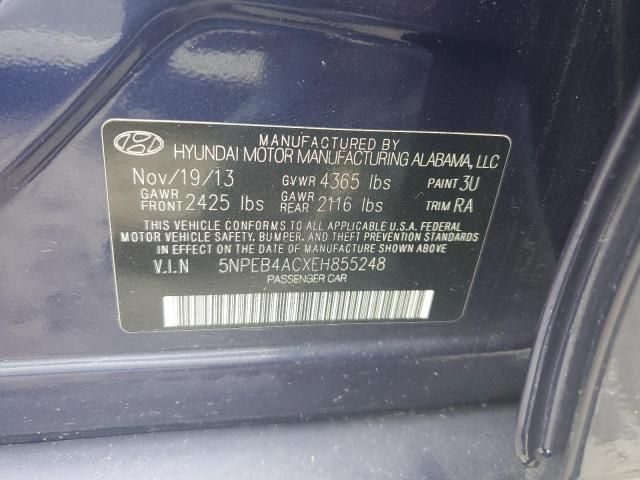 MANUFACTURED BY
HYUNDAI MOTOR MANUFACTURING ALABAMA, LLC
Nov/19/13 GVWR 4365 lbs PAINT 3U
GAWR FRONT 2425 lbs GAWR REAR 2116 lbs TRIM RA
THIS VEHICLE CONFORMS TO ALL APPLICABLE U.S.A. FEDERAL
MOTOR VEHICLE SAFETY, BUMPER, AND THEFT PREVENTION
STANDARDS IN EFFECT ON THE DATE OF MANUFACTURE SHOWN ABOVE
V.I.N 5NPEB4ACXEH855248
PASSENGER CAR